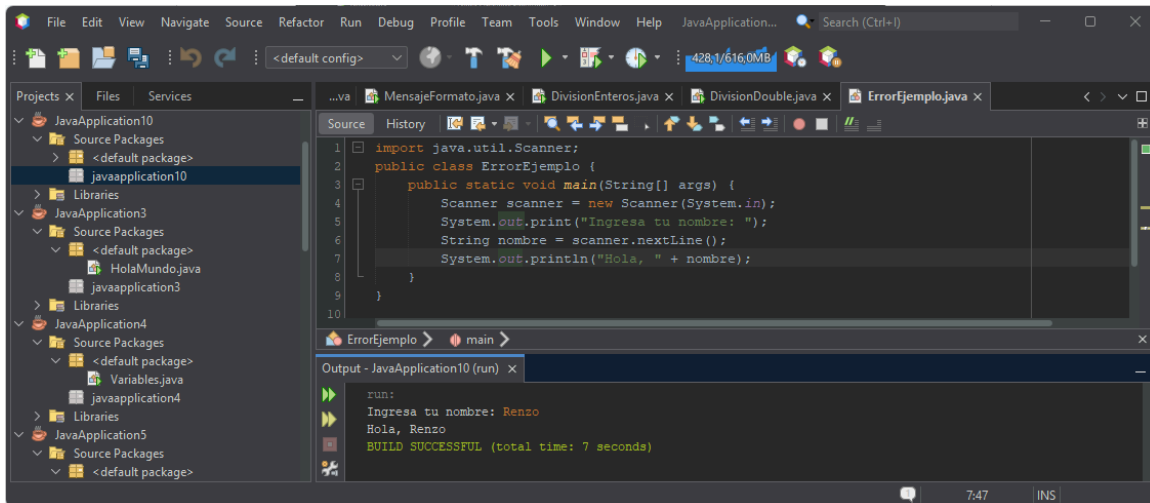 File Edit View Navigate Source Refactor Run Debug Profile Team Tools Window Help JavaApplication... Search (Ctrl+I)
<default config> 428,1/616,0MB
Projects Files Services
JavaApplication10
Source Packages
<default package>
javaapplication10
Libraries
JavaApplication3
Source Packages
<default package>
HolaMundo.java
javaapplication3
Libraries
JavaApplication4
Source Packages
<default package>
Variables.java
javaapplication4
Libraries
JavaApplication5
Source Packages
<default package>
...va MensajeFormato.java DivisionEnteros.java DivisionDouble.java ErrorEjemplo.java
Source History
1 import java.util.Scanner;
2 public class ErrorEjemplo {
3 public static void main(String[] args) {
4 Scanner scanner = new Scanner(System.in);
5 System.out.print("Ingresa tu nombre: ");
6 String nombre = scanner.nextLine();
7 System.out.println("Hola, " + nombre);
8 }
9 }
10
ErrorEjemplo main
Output - JavaApplication10 (run)
run:
Ingresa tu nombre: Renzo
Hola, Renzo
BUILD SUCCESSFUL (total time: 7 seconds)
7:47 INS